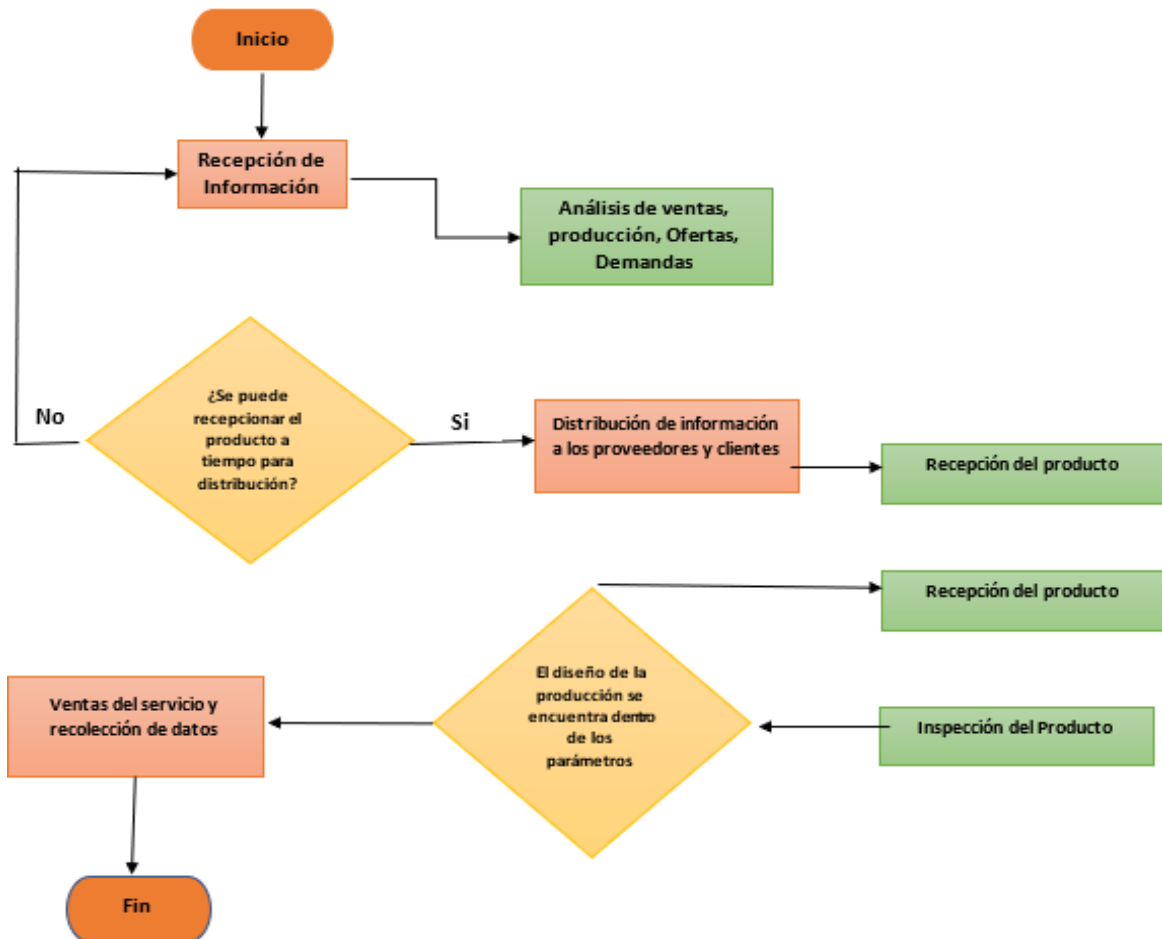 Inicio
Recepción de
Información
Análisis de ventas,
producción, Ofertas,
Demandas
¿Se puede
recepcionar el
producto a
tiempo para
distribución?
No
Si
Distribución de información
a los proveedores y clientes
Recepción del producto
Recepción del producto
El diseño de la
producción se
encuentra dentro
de los
parámetros
Inspección del Producto
Ventas del servicio y
recolección de datos
Fin